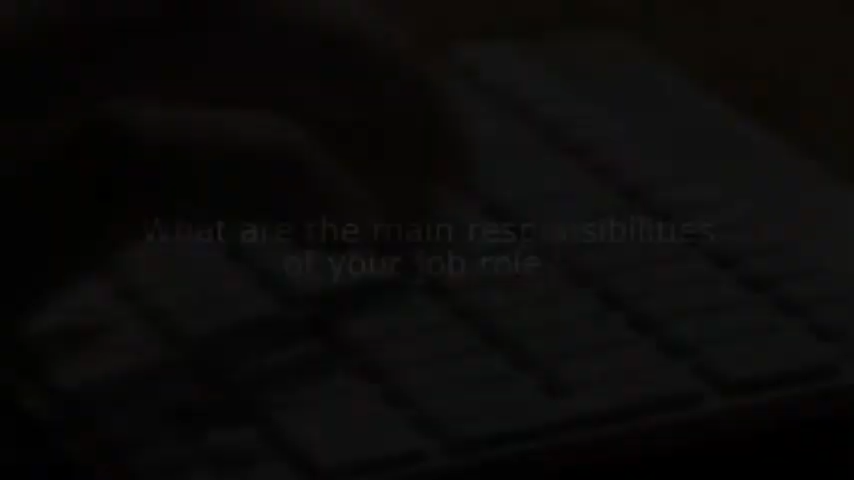 What are the main responsibilities
of your job role